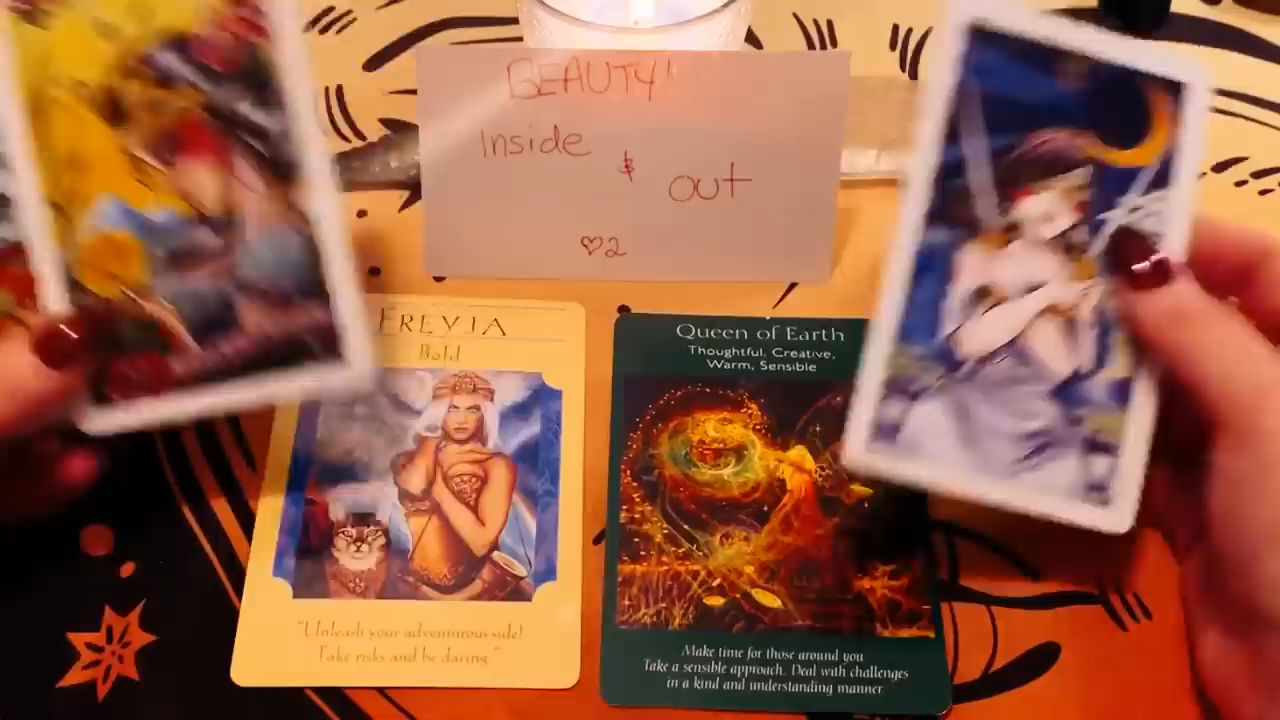 BEAUTY!
Inside
$
out
♡2
FREYJA
Bold
"Unleash your adventurous side!
Take risks and be daring."
Queen of Earth
Thoughtful, Creative,
Warm, Sensible
Make time for those around you
Take a sensible approach. Deal with challenges
in a kind and understanding manner.